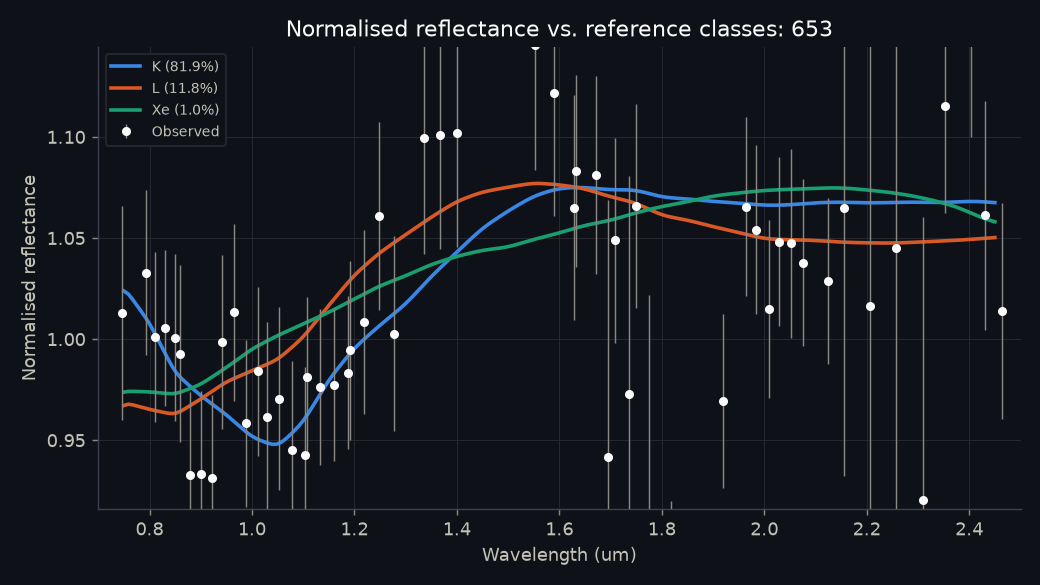 Normalised reflectance vs. reference classes: 653
K (81.9%)
L (11.8%)
Xe (1.0%)
Observed
Normalised reflectance
1.10
1.05
1.00
0.95
0.8 1.0 1.2 1.4 1.6 1.8 2.0 2.2 2.4
Wavelength (um)